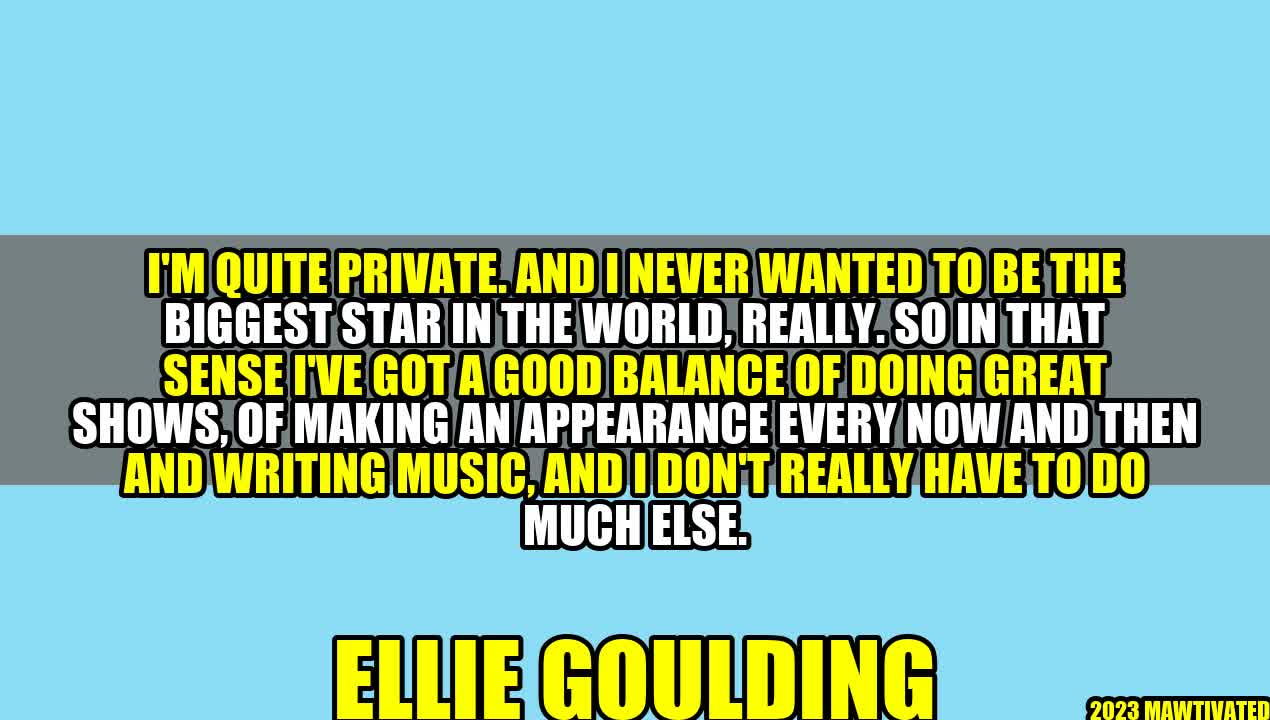 I'M QUITE PRIVATE. AND I NEVER WANTED TO BE THE
BIGGEST STAR IN THE WORLD, REALLY. SO IN THAT
SENSE I'VE GOT A GOOD BALANCE OF DOING GREAT
SHOWS, OF MAKING AN APPEARANCE EVERY NOW AND THEN
AND WRITING MUSIC, AND I DON'T REALLY HAVE TO DO
MUCH ELSE.
ELLIE GOULDING
2023 MAWTIVATED